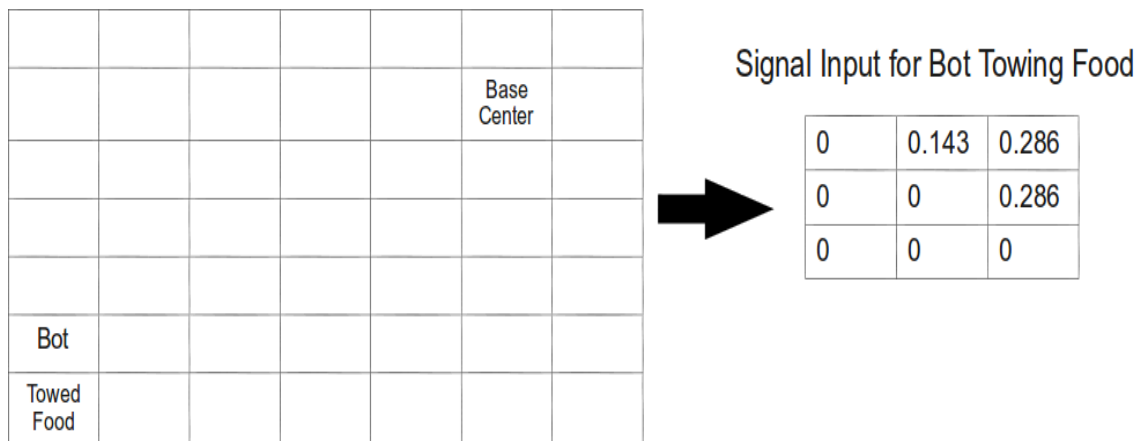 Signal Input for Bot Towing Food
Base
Center
0 0.143 0.286
0 0 0.286
0 0 0
Bot
Towed
Food